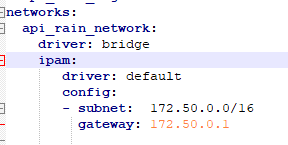 networks:
  api_rain_network:
    driver: bridge
    ipam:
      driver: default
      config:
      - subnet:  172.50.0.0/16
        gateway: 172.50.0.1